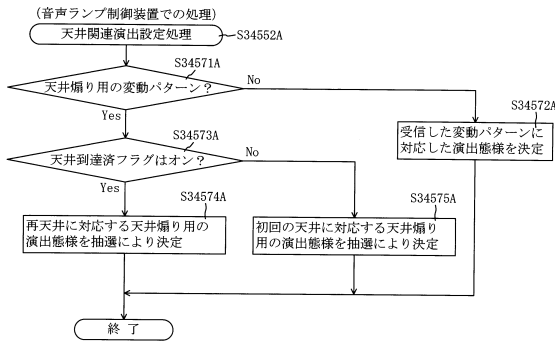 (音声ランプ制御装置での処理)
天井関連演出設定処理
S34552A
S34571A
天井煽り用の変動パターン?
No
Yes
S34572A
受信した変動パターンに
対応した演出態様を決定
S34573A
天井到達済フラグはオン?
No
Yes
S34574A
再天井に対応する天井煽り用の
演出態様を抽選により決定
S34575A
初回の天井に対応する天井煽り
用の演出態様を抽選により決定
終了